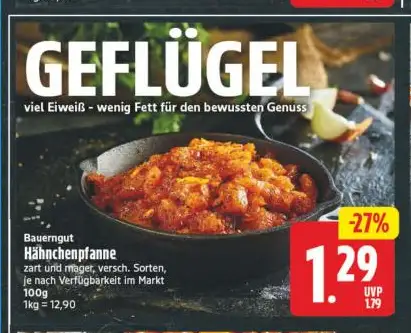 GEFLÜGEL
viel Eiweiß - wenig Fett für den bewussten Genuss
Bauerngut
Hähnchenpfanne
zart und mager, versch. Sorten,
je nach Verfügbarkeit im Markt
100g
1kg = 12,90
-27%
1.29
UVP
1.79